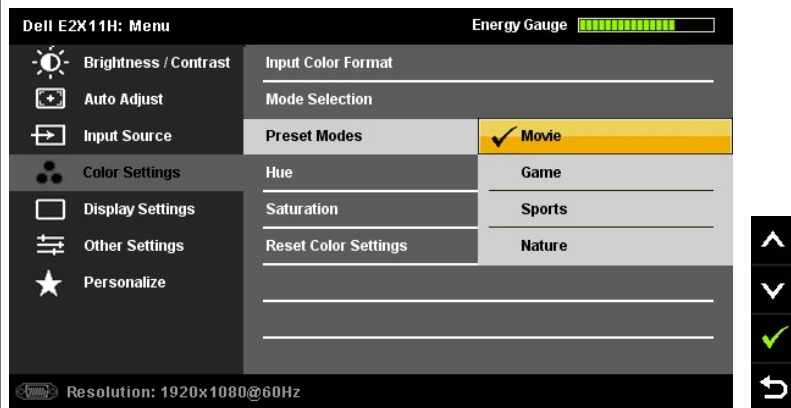 Dell E2X11H: Menu
Energy Gauge
Brightness / Contrast
Input Color Format
Auto Adjust
Mode Selection
Input Source
Preset Modes
Movie
Color Settings
Hue
Game
Display Settings
Saturation
Sports
Other Settings
Reset Color Settings
Nature
Personalize
Resolution: 1920x1080@60Hz